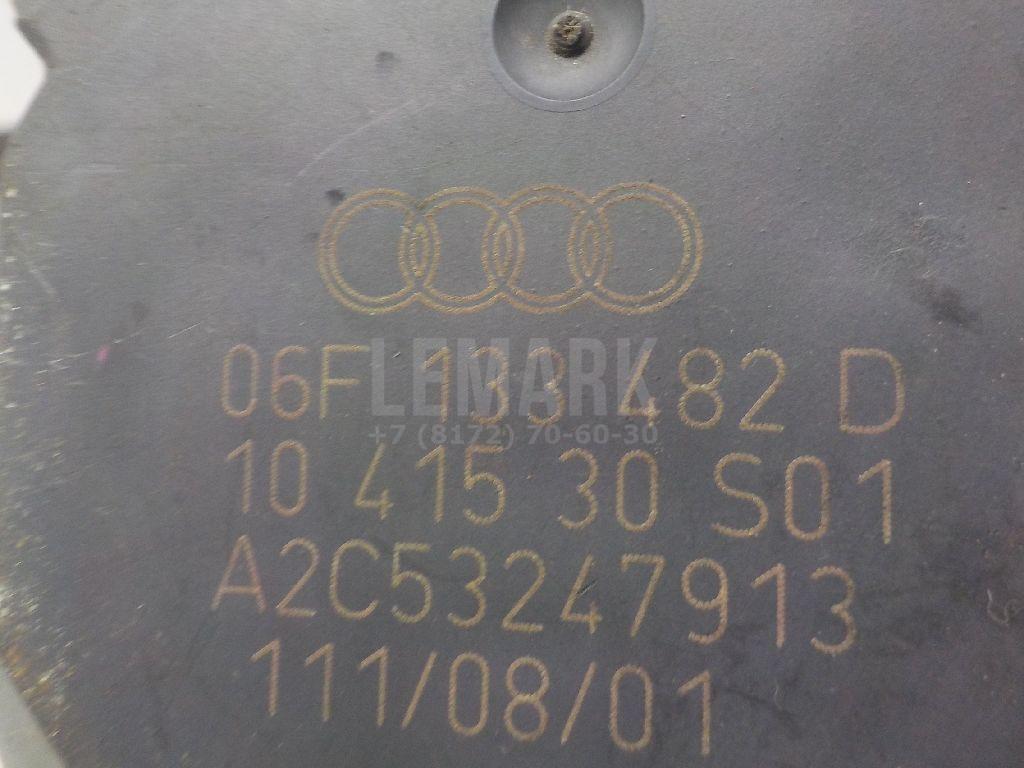 06F 133 482 D
LEMARK
+7 (8172) 70-60-30
10 415 30 S01
A2C53247913
111/08/01